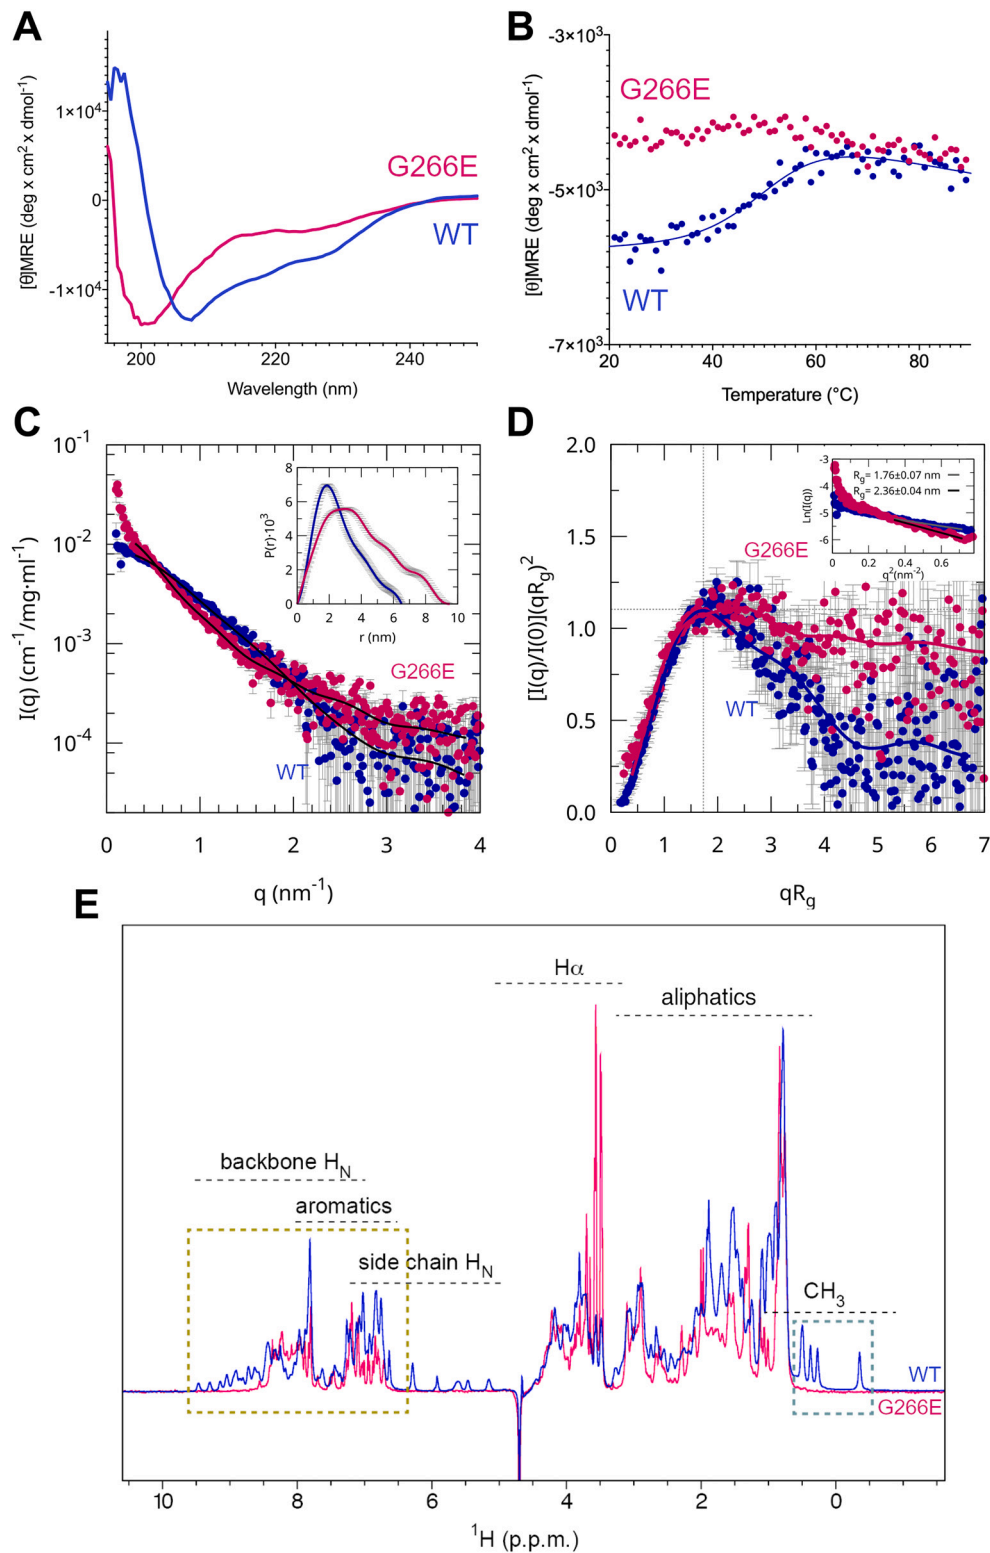 A
[θ]MRE (deg x cm² x dmol⁻¹)
1×10⁴
0
-1×10⁴
G266E
WT
200
220
240
Wavelength (nm)
B
[θ]MRE (deg x cm² x dmol⁻¹)
-3×10³
-5×10³
-7×10³
G266E
WT
20
40
60
80
Temperature (°C)
C
I(q) (cm⁻¹/mg·ml⁻¹)
10⁻¹
10⁻²
10⁻³
10⁻⁴
P(r)·10³
8
6
4
2
0
0 2 4 6 8 10
r (nm)
G266E
WT
0 1 2 3 4
q (nm⁻¹)
D
[I(q)/I(0)](qRg)²
2.0
1.5
1.0
0.5
0.0
Ln(I(q))
-3
-4
-5
-6
Rg= 1.76±0.07 nm
Rg= 2.36±0.04 nm
0 0.2 0.4 0.6
q²(nm⁻²)
G266E
WT
0 1 2 3 4 5 6 7
qRg
E
Hα
aliphatics
backbone HN
aromatics
side chain HN
CH₃
WT
G266E
10 8 6 4 2 0
¹H (p.p.m.)